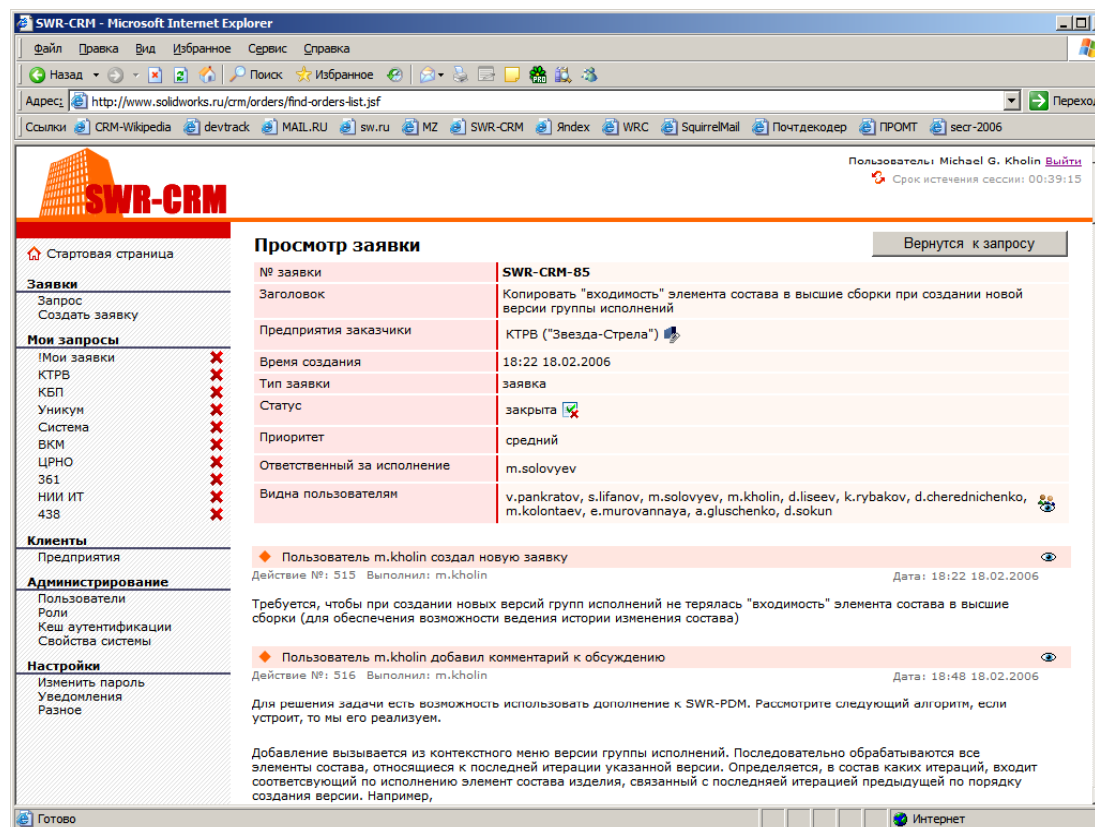 SWR-CRM - Microsoft Internet Explorer
Файл Правка Вид Избранное Сервис Справка
Назад Поиск Избранное PRO
Адрес: http://www.solidworks.ru/crm/orders/find-orders-list.jsf Переход
Ссылки CRM-Wikipedia devtrack MAIL.RU sw.ru MZ SWR-CRM Яndex WRC SquirrelMail Почтдекодер ПРОМТ secr-2006
SWR-CRM
Пользователь: Michael G. Kholin Выйти
Срок истечения сессии: 00:39:15
Стартовая страница
Заявки
Запрос
Создать заявку
Мои запросы
!Мои заявки
КТРВ
КБП
Уникум
Система
ВКМ
ЦРНО
361
НИИ ИТ
438
Клиенты
Предприятия
Администрирование
Пользователи
Роли
Кеш аутентификации
Свойства системы
Настройки
Изменить пароль
Уведомления
Разное
Просмотр заявки
Вернутся к запросу
№ заявки SWR-CRM-85
Заголовок Копировать "входимость" элемента состава в высшие сборки при создании новой
версии группы исполнений
Предприятия заказчики КТРВ ("Звезда-Стрела")
Время создания 18:22 18.02.2006
Тип заявки заявка
Статус закрыта
Приоритет средний
Ответственный за исполнение m.solovyev
Видна пользователям v.pankratov, s.lifanov, m.solovyev, m.kholin, d.liseev, k.rybakov, d.cherednichenko,
m.kolontaev, e.murovannaya, a.gluschenko, d.sokun
Пользователь m.kholin создал новую заявку
Действие №: 515 Выполнил: m.kholin Дата: 18:22 18.02.2006
Требуется, чтобы при создании новых версий групп исполнений не терялась "входимость" элемента состава в высшие
сборки (для обеспечения возможности ведения истории изменения состава)
Пользователь m.kholin добавил комментарий к обсуждению
Действие №: 516 Выполнил: m.kholin Дата: 18:48 18.02.2006
Для решения задачи есть возможность использовать дополнение к SWR-PDM. Рассмотрите следующий алгоритм, если
устроит, то мы его реализуем.
Добавление вызывается из контекстного меню версии группы исполнений. Последовательно обрабатываются все
элементы состава, относящиеся к последней итерации указанной версии. Определяется, в состав каких итераций, входит
соответсвующий по исполнению элемент состава изделия, связанный с последней итерацией предыдущей по порядку
создания версии. Например,
Готово Интернет